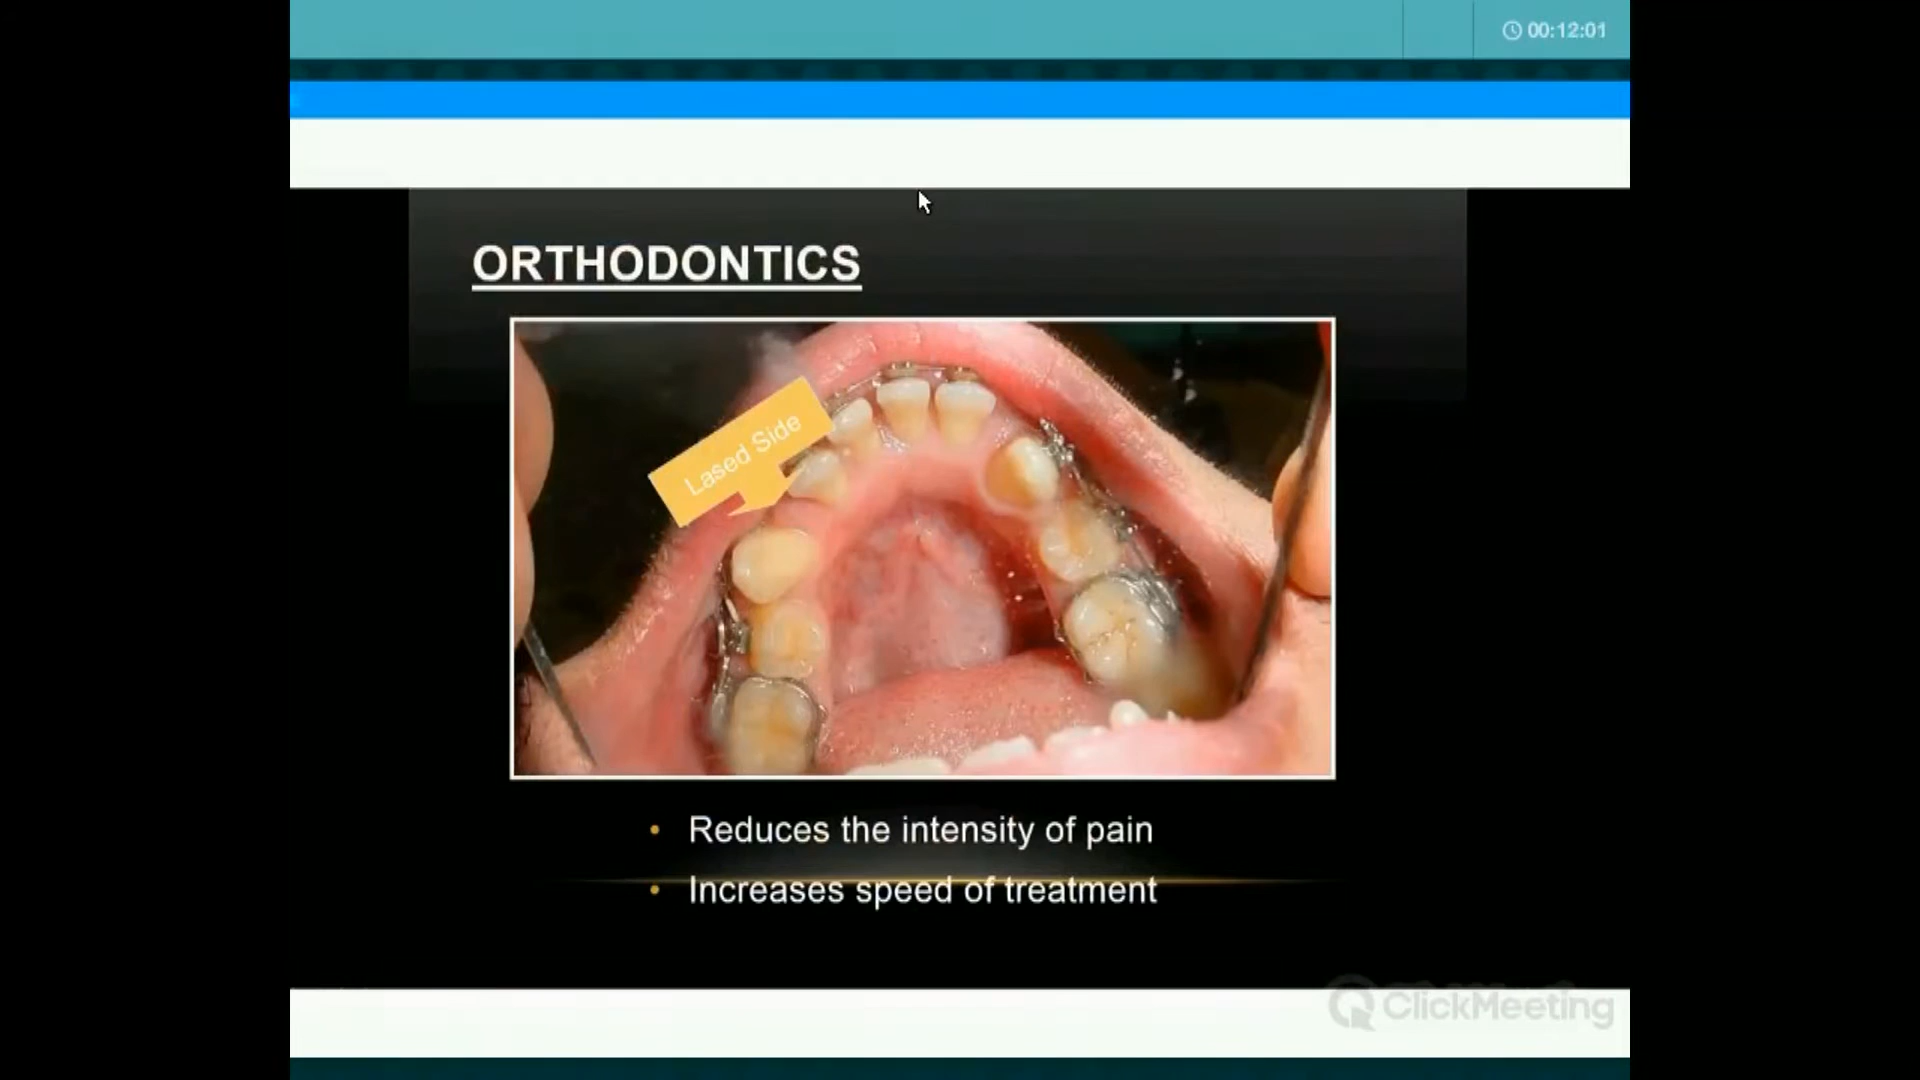 00:12:01
ORTHODONTICS
Lased Side
• Reduces the intensity of pain
• Increases speed of treatment
ClickMeeting